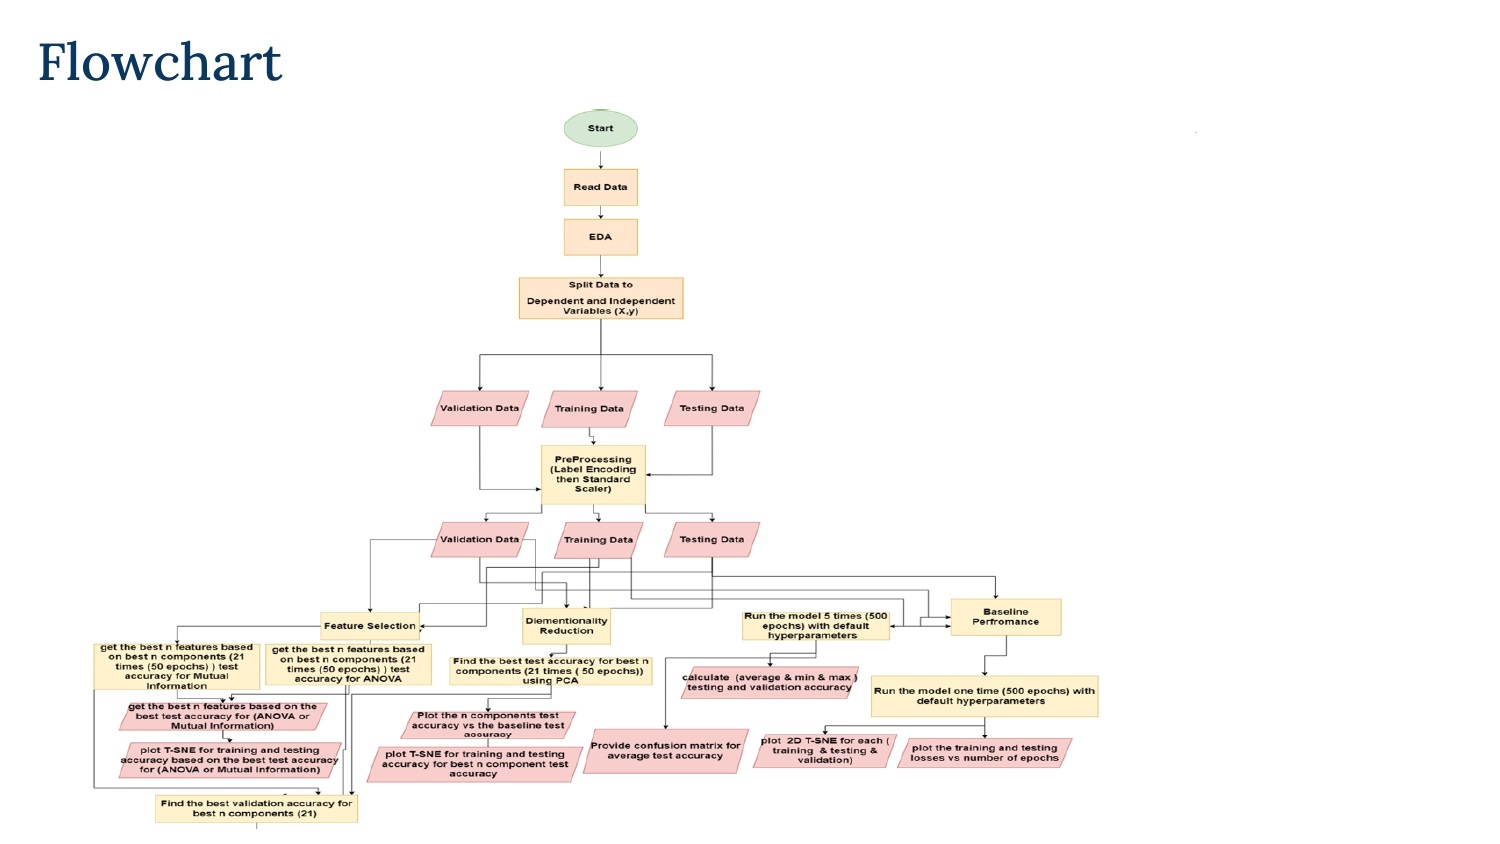 Flowchart
Start
Read Data
EDA
Split Data to
Dependent and Independent
Variables (X,y)
Validation Data
Training Data
Testing Data
PreProcessing
(Label Encoding
then Standard
Scaler)
Validation Data
Training Data
Testing Data
Feature Selection
Diementionality
Reduction
Run the model 5 times (500
epochs) with default
hyperparameters
Baseline
Perfromance
get the best n features based
on best n components (21
times (50 epochs) ) test
accuracy for Mutual
Information
get the best n features based
on best n components (21
times (50 epochs) ) test
accuracy for ANOVA
Find the best test accuracy for best n
components (21 times ( 50 epochs))
using PCA
calculate (average & min & max )
testing and validation accuracy
Run the model one time (500 epochs) with
default hyperparameters
get the best n features based on the
best test accuracy for (ANOVA or
Mutual Information)
Plot the n components test
accuracy vs the baseline test
accuracy
plot T-SNE for training and testing
accuracy based on the best test accuracy
for (ANOVA or Mutual Information)
plot T-SNE for training and testing
accuracy for best n component test
accuracy
Provide confusion matrix for
average test accuracy
plot 2D T-SNE for each (
training & testing &
validation)
plot the training and testing
losses vs number of epochs
Find the best validation accuracy for
best n components (21)